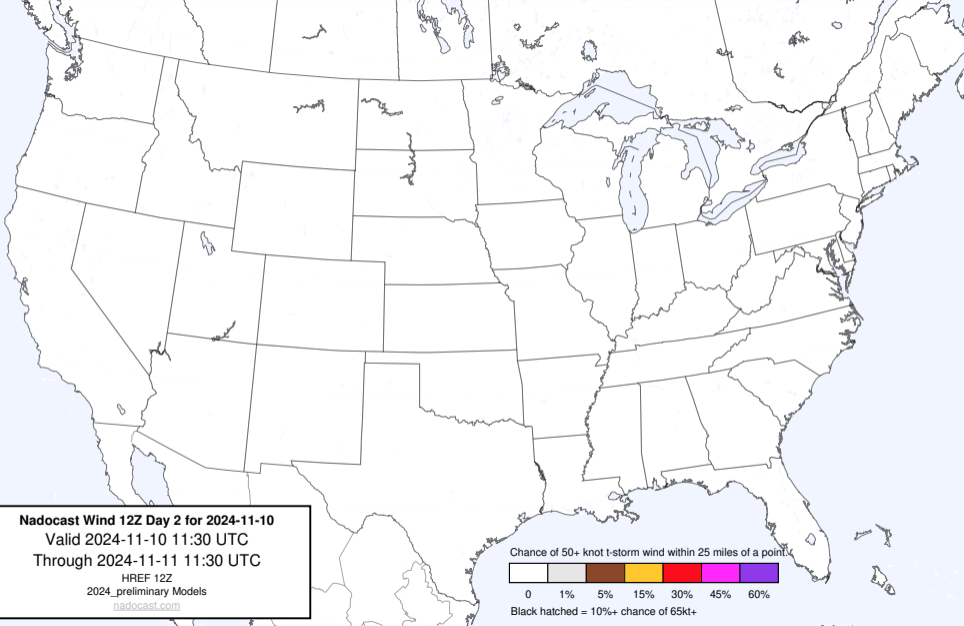 Nadocast Wind 12Z Day 2 for 2024-11-10
Valid 2024-11-10 11:30 UTC
Through 2024-11-11 11:30 UTC
HREF 12Z
2024_preliminary Models
nadocast.com
Chance of 50+ knot t-storm wind within 25 miles of a point.
0 1% 5% 15% 30% 45% 60%
Black hatched = 10%+ chance of 65kt+